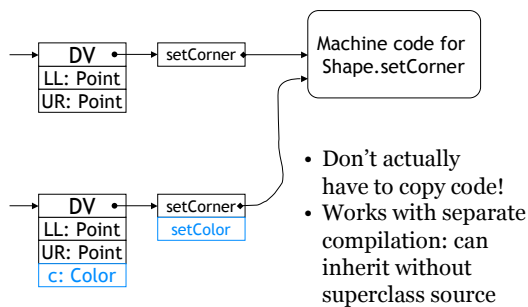 DV
LL: Point
UR: Point
setCorner
Machine code for
Shape.setCorner
DV
LL: Point
UR: Point
c: Color
setCorner
setColor
• Don’t actually
have to copy code!
• Works with separate
compilation: can
inherit without
superclass source